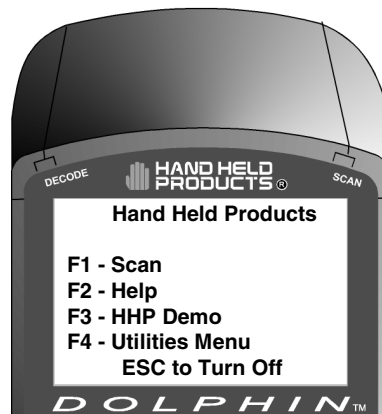 DECODE
SCAN
HAND HELD
PRODUCTS®
Hand Held Products
F1 - Scan
F2 - Help
F3 - HHP Demo
F4 - Utilities Menu
ESC to Turn Off
DOLPHIN™